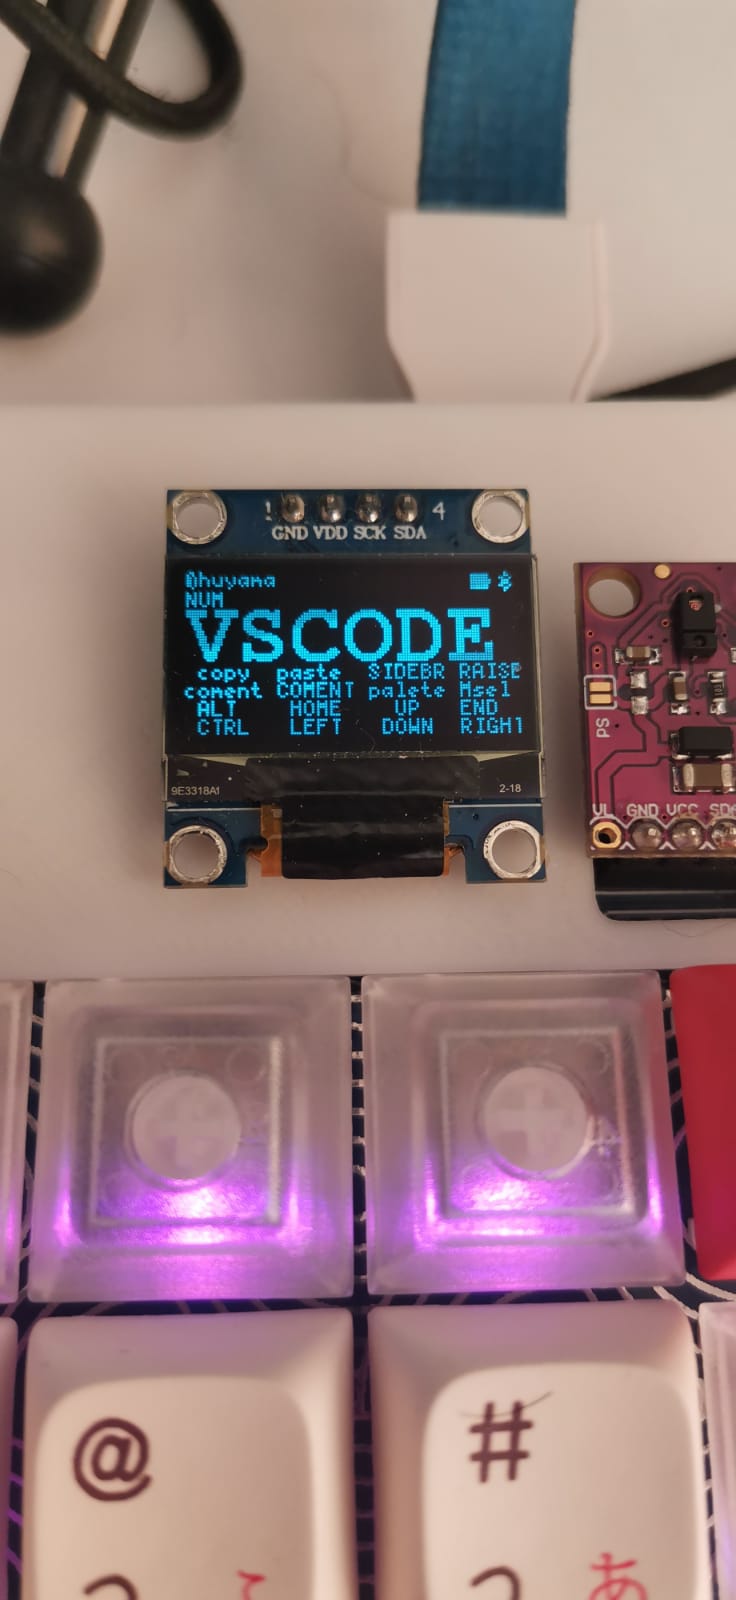 1 4
GND VDD SCK SDA
@huyama
NUM
VSCODE
copy paste SIDEBR RAISE
coment COMENT palete Msel
ALT HOME UP END
CTRL LEFT DOWN RIGHT
9E3318A1 2-18
PS
VL GND VCC SDA
@ #
あ